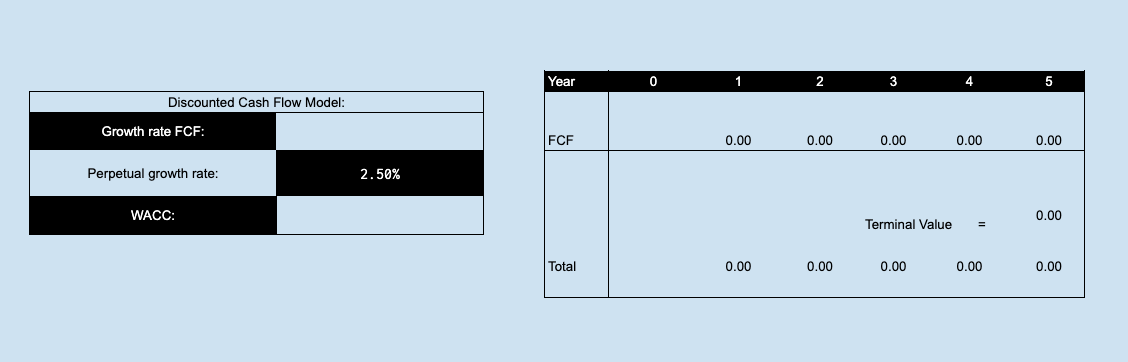 Discounted Cash Flow Model:
Growth rate FCF:
Perpetual growth rate: 2.50%
WACC:
Year 0 1 2 3 4 5
FCF 0.00 0.00 0.00 0.00 0.00
Terminal Value = 0.00
Total 0.00 0.00 0.00 0.00 0.00